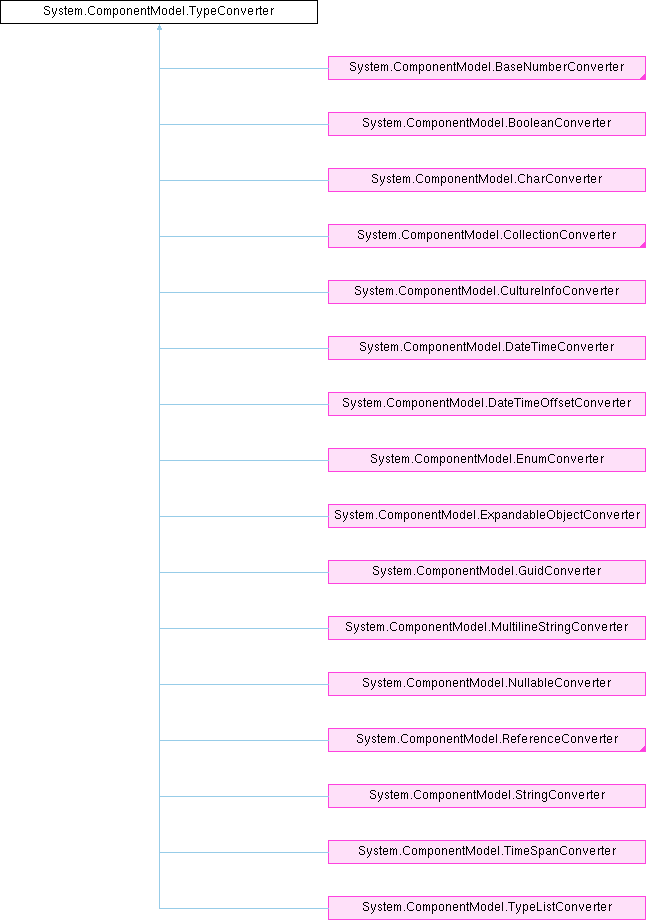 System.ComponentModel.TypeConverter
System.ComponentModel.BaseNumberConverter
System.ComponentModel.BooleanConverter
System.ComponentModel.CharConverter
System.ComponentModel.CollectionConverter
System.ComponentModel.CultureInfoConverter
System.ComponentModel.DateTimeConverter
System.ComponentModel.DateTimeOffsetConverter
System.ComponentModel.EnumConverter
System.ComponentModel.ExpandableObjectConverter
System.ComponentModel.GuidConverter
System.ComponentModel.MultilineStringConverter
System.ComponentModel.NullableConverter
System.ComponentModel.ReferenceConverter
System.ComponentModel.StringConverter
System.ComponentModel.TimeSpanConverter
System.ComponentModel.TypeListConverter